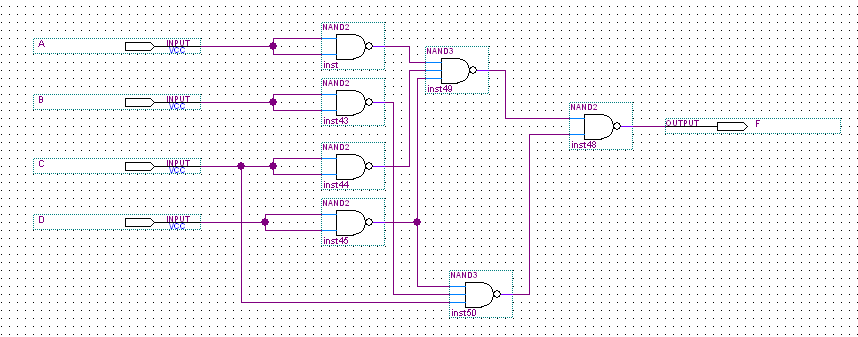 NAND2
A
INPUT
VCC
inst
NAND3
inst49
NAND2
B
INPUT
VCC
inst43
NAND2
inst48
OUTPUT
F
NAND2
C
INPUT
VCC
inst44
NAND2
D
INPUT
VCC
inst45
NAND3
inst50